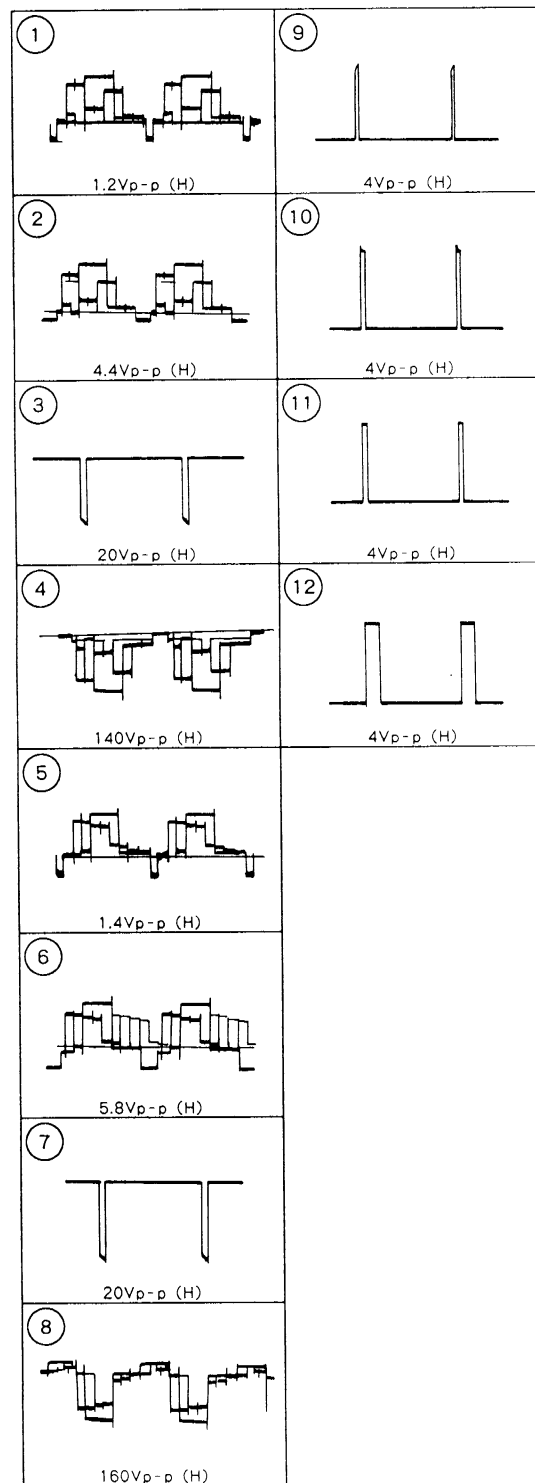 1
1.2Vp-p (H)
2
4.4Vp-p (H)
3
20Vp-p (H)
4
140Vp-p (H)
5
1.4Vp-p (H)
6
5.8Vp-p (H)
7
20Vp-p (H)
8
160Vp-p (H)
9
4Vp-p (H)
10
4Vp-p (H)
11
4Vp-p (H)
12
4Vp-p (H)